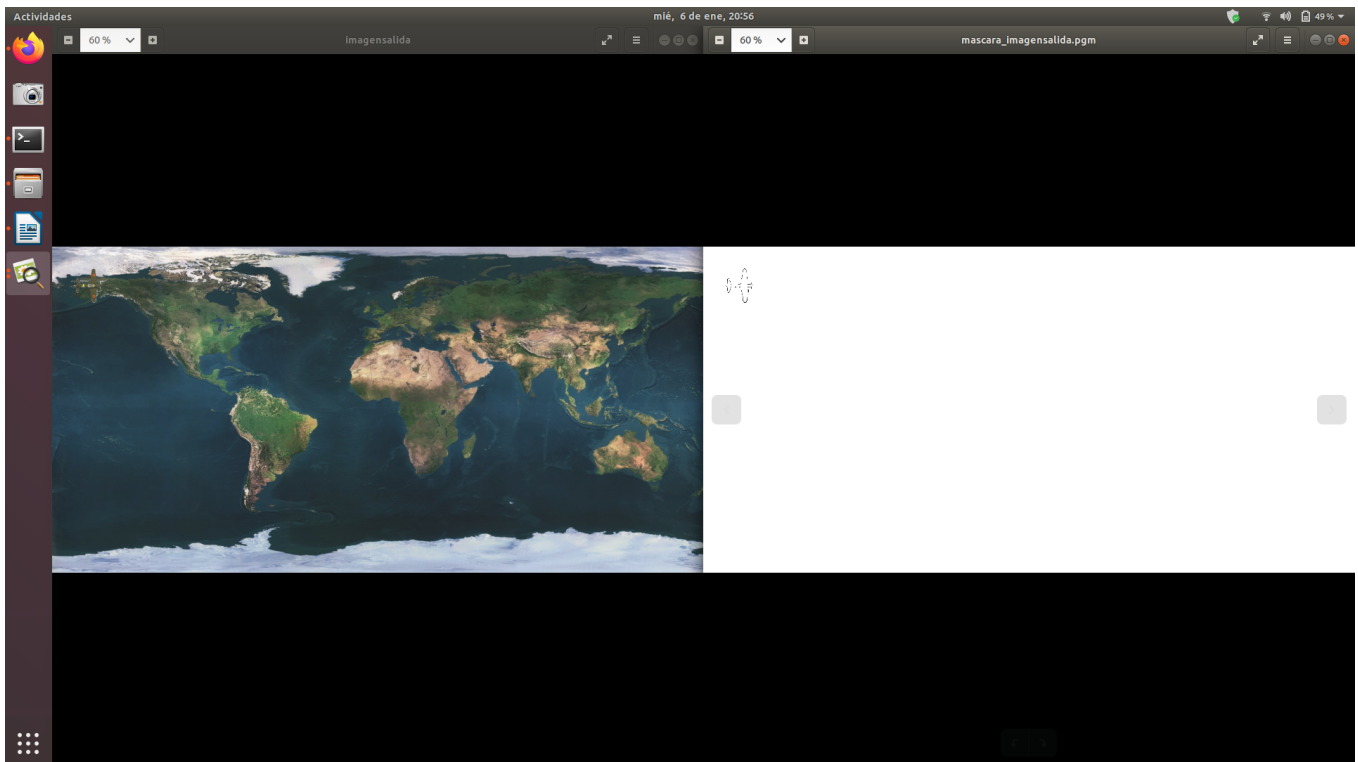 Actividades
mié, 6 de ene, 20:56
49 %
60 %
imagensalida
60 %
mascara_imagensalida.pgm